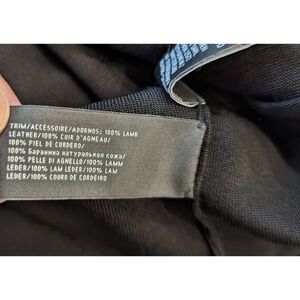 TRIM/ACCESSOIRE/ADORNOS: 100% LAMB
LEATHER/100% CUIR D'AGNEAU/
100% PIEL DE CORDERO/
100% Баранина натуральная кожа/
100% PELLE DI AGNELLO/100% LAMM
LEDER/100% LAM LEDER/100% LAM
LEDER/100% COURO DE CORDEIRO